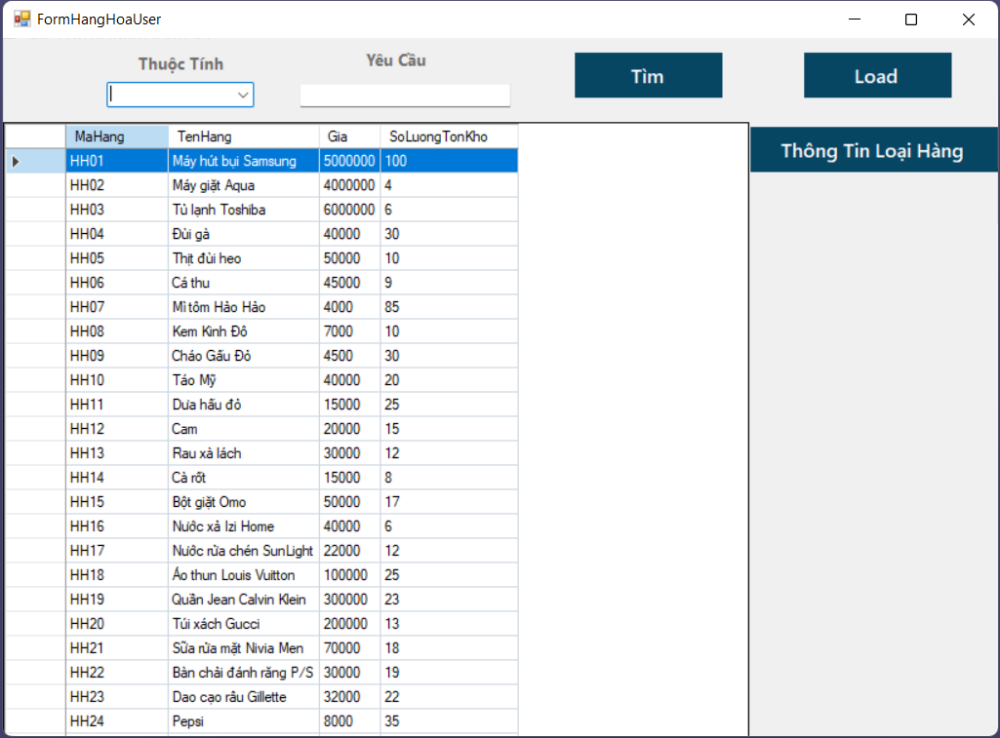 FormHangHoaUser
Thuộc Tính Yêu Cầu Tìm Load
MaHang TenHang Gia SoLuongTonKho
Thông Tin Loại Hàng
HH01 Máy hút bụi Samsung 5000000 100
HH02 Máy giặt Aqua 4000000 4
HH03 Tủ lạnh Toshiba 6000000 6
HH04 Đùi gà 40000 30
HH05 Thịt đùi heo 50000 10
HH06 Cá thu 45000 9
HH07 Mì tôm Hảo Hảo 4000 85
HH08 Kem Kinh Đô 7000 10
HH09 Cháo Gấu Đỏ 4500 30
HH10 Táo Mỹ 40000 20
HH11 Dưa hấu đỏ 15000 25
HH12 Cam 20000 15
HH13 Rau xà lách 30000 12
HH14 Cà rốt 15000 8
HH15 Bột giặt Omo 50000 17
HH16 Nước xả Izi Home 40000 6
HH17 Nước rửa chén SunLight 22000 12
HH18 Áo thun Louis Vuitton 100000 25
HH19 Quần Jean Calvin Klein 300000 23
HH20 Túi xách Gucci 200000 13
HH21 Sữa rửa mặt Nivia Men 70000 18
HH22 Bàn chải đánh răng P/S 30000 19
HH23 Dao cạo râu Gillette 32000 22
HH24 Pepsi 8000 35